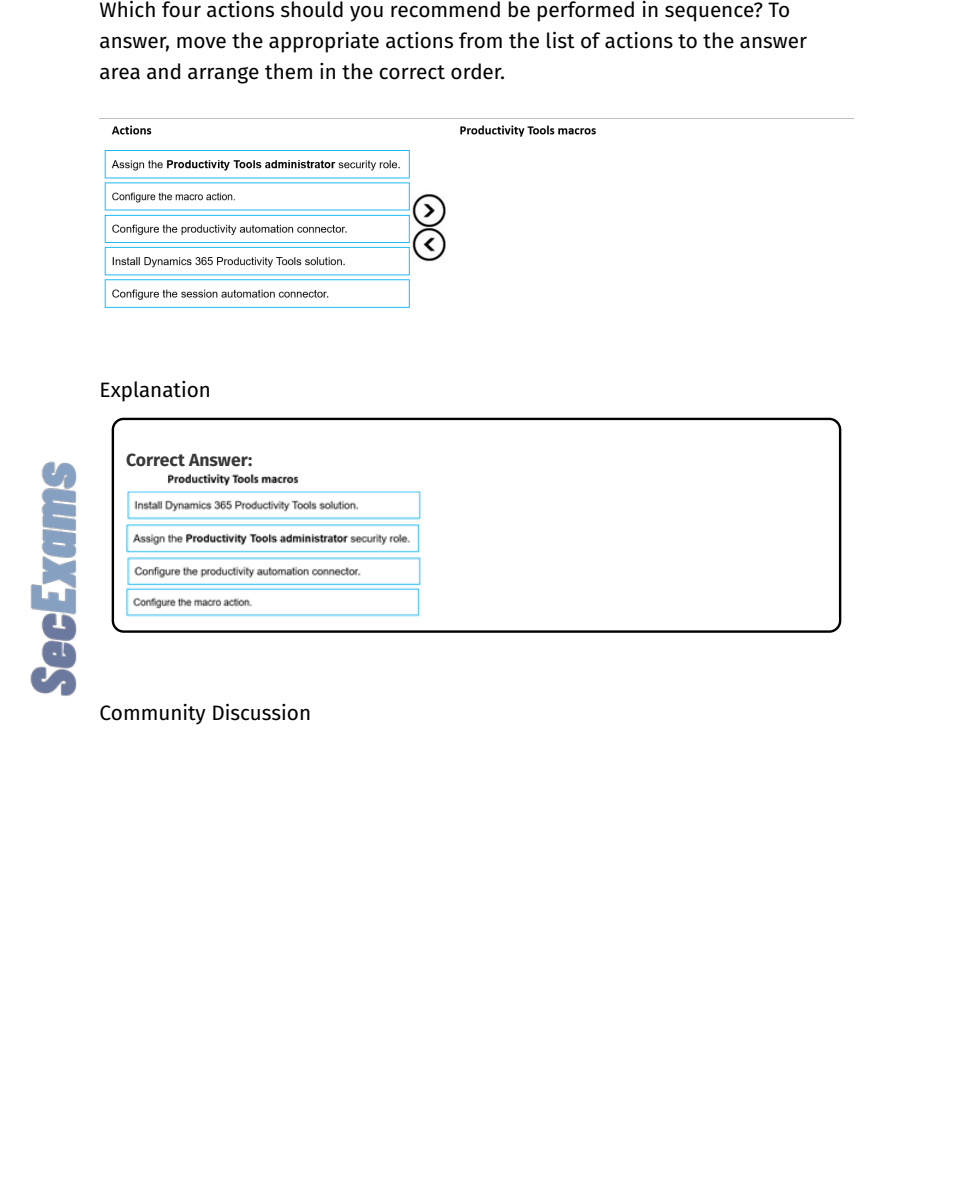 Which four actions should you recommend be performed in sequence? To
answer, move the appropriate actions from the list of actions to the answer
area and arrange them in the correct order.
Actions
Productivity Tools macros
Assign the Productivity Tools administrator security role.
Configure the macro action.
Configure the productivity automation connector.
Install Dynamics 365 Productivity Tools solution.
Configure the session automation connector.
Explanation
Correct Answer:
Productivity Tools macros
Install Dynamics 365 Productivity Tools solution.
Assign the Productivity Tools administrator security role.
Configure the productivity automation connector.
Configure the macro action.
SecExams
Community Discussion